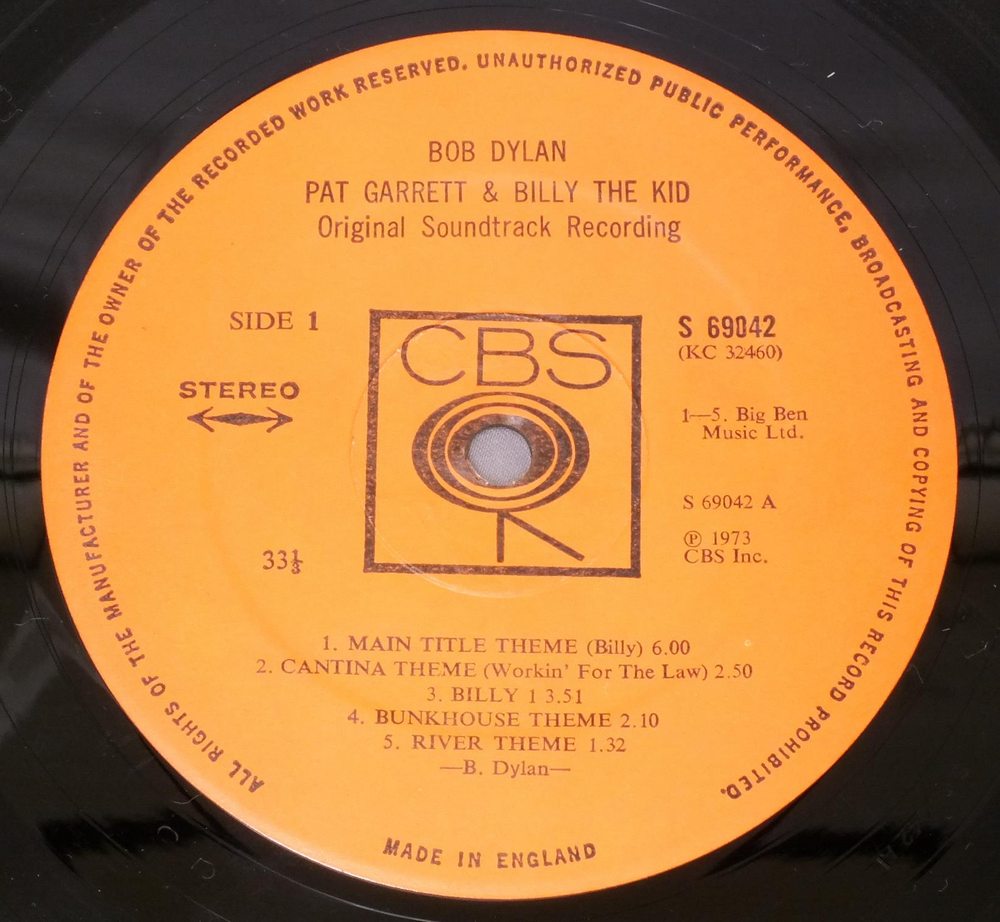 ALL RIGHTS OF THE MANUFACTURER AND OF THE OWNER OF THE RECORDED WORK RESERVED. UNAUTHORIZED PUBLIC PERFORMANCE, BROADCASTING AND COPYING OF THIS RECORD PROHIBITED.
BOB DYLAN
PAT GARRETT & BILLY THE KID
Original Soundtrack Recording
SIDE 1
STEREO
33⅓
CBS
S 69042
(KC 32460)
1—5. Big Ben
Music Ltd.
S 69042 A
℗ 1973
CBS Inc.
1. MAIN TITLE THEME (Billy) 6.00
2. CANTINA THEME (Workin' For The Law) 2.50
3. BILLY 1 3.51
4. BUNKHOUSE THEME 2.10
5. RIVER THEME 1.32
—B. Dylan—
MADE IN ENGLAND